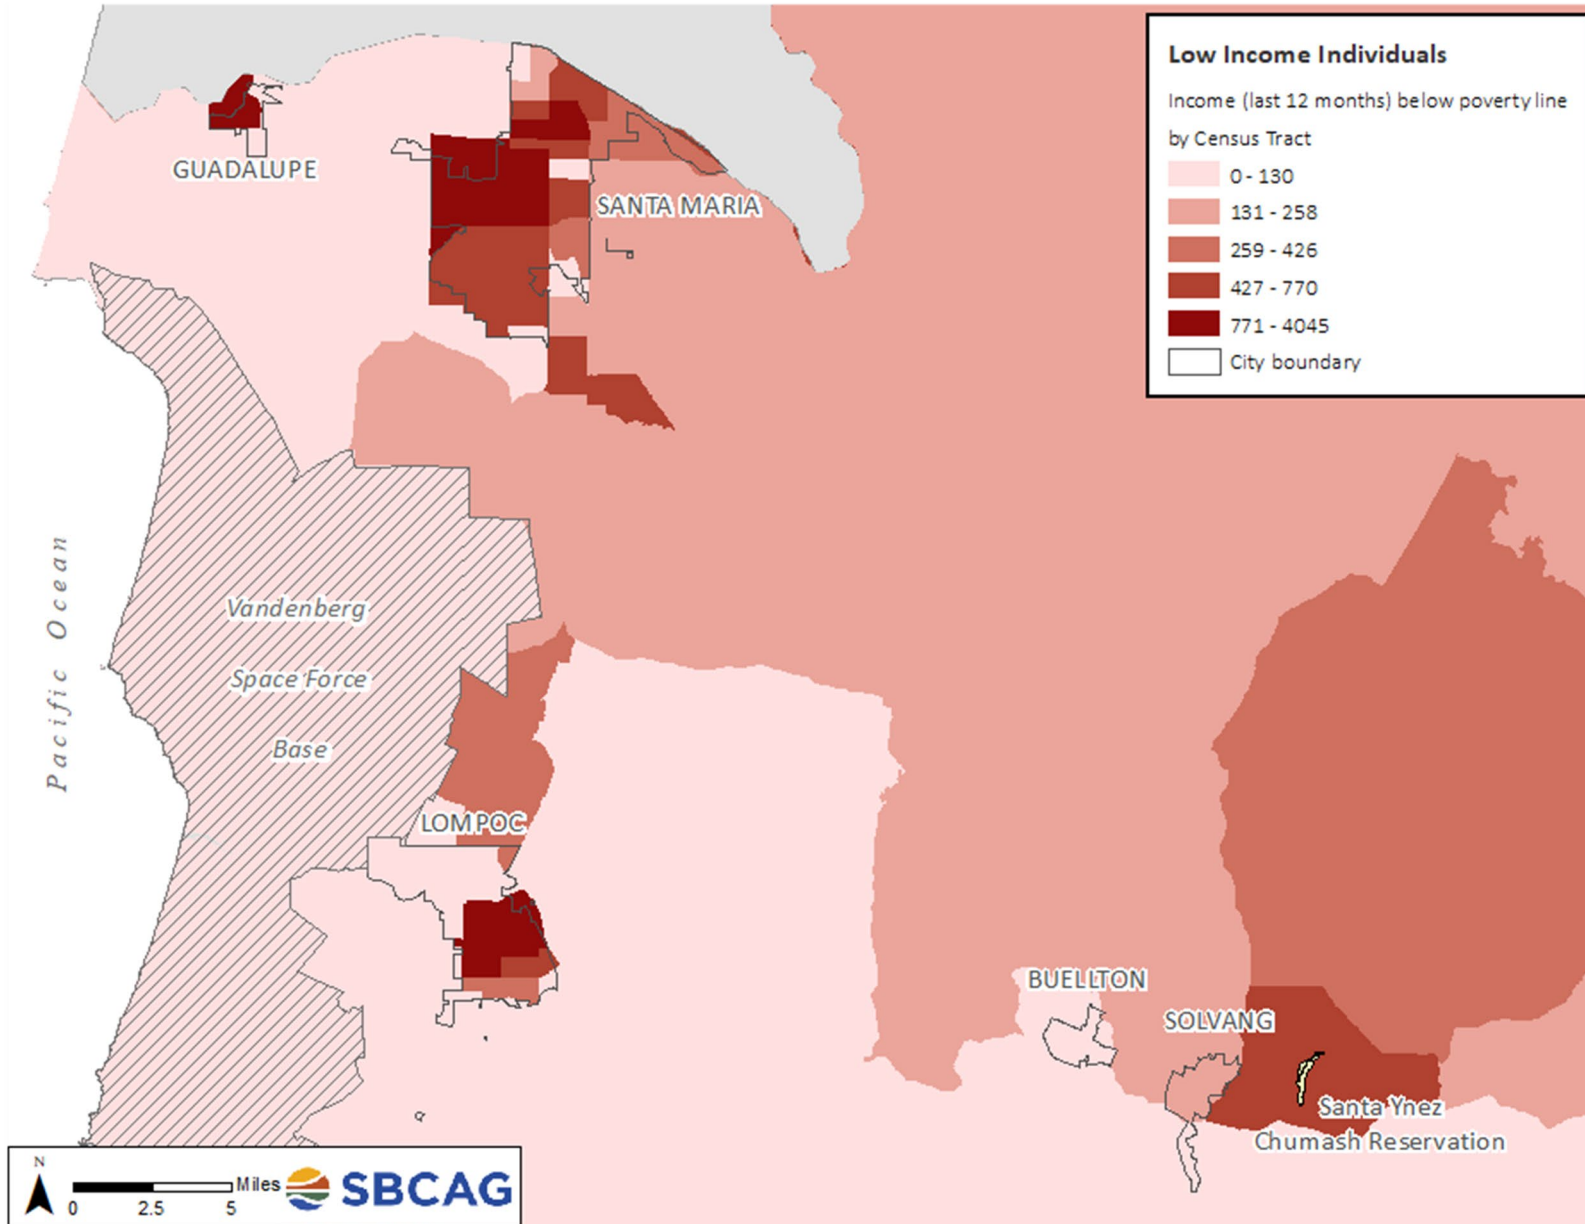 Low Income Individuals
Income (last 12 months) below poverty line
by Census Tract
0 - 130
131 - 258
259 - 426
427 - 770
771 - 4045
City boundary
GUADALUPE
SANTA MARIA
Pacific Ocean
Vandenberg
Space Force
Base
LOMPOC
BUELLTON
SOLVANG
Santa Ynez
Chumash Reservation
N
0 2.5 5 Miles
SBCAG